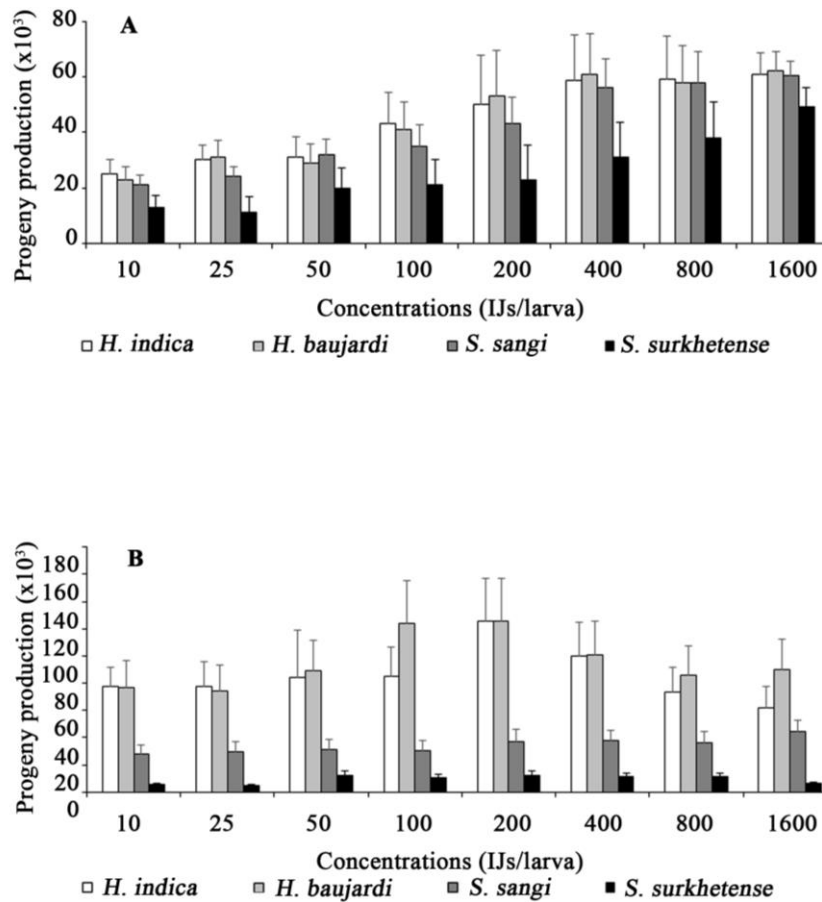 A
Progeny production (x10³)
80
60
40
20
0
10 25 50 100 200 400 800 1600
Concentrations (IJs/larva)
H. indica H. baujardi S. sangi S. surkhetense
B
Progeny production (x10³)
180
160
140
120
100
80
60
40
20
0
10 25 50 100 200 400 800 1600
Concentrations (IJs/larva)
H. indica H. baujardi S. sangi S. surkhetense